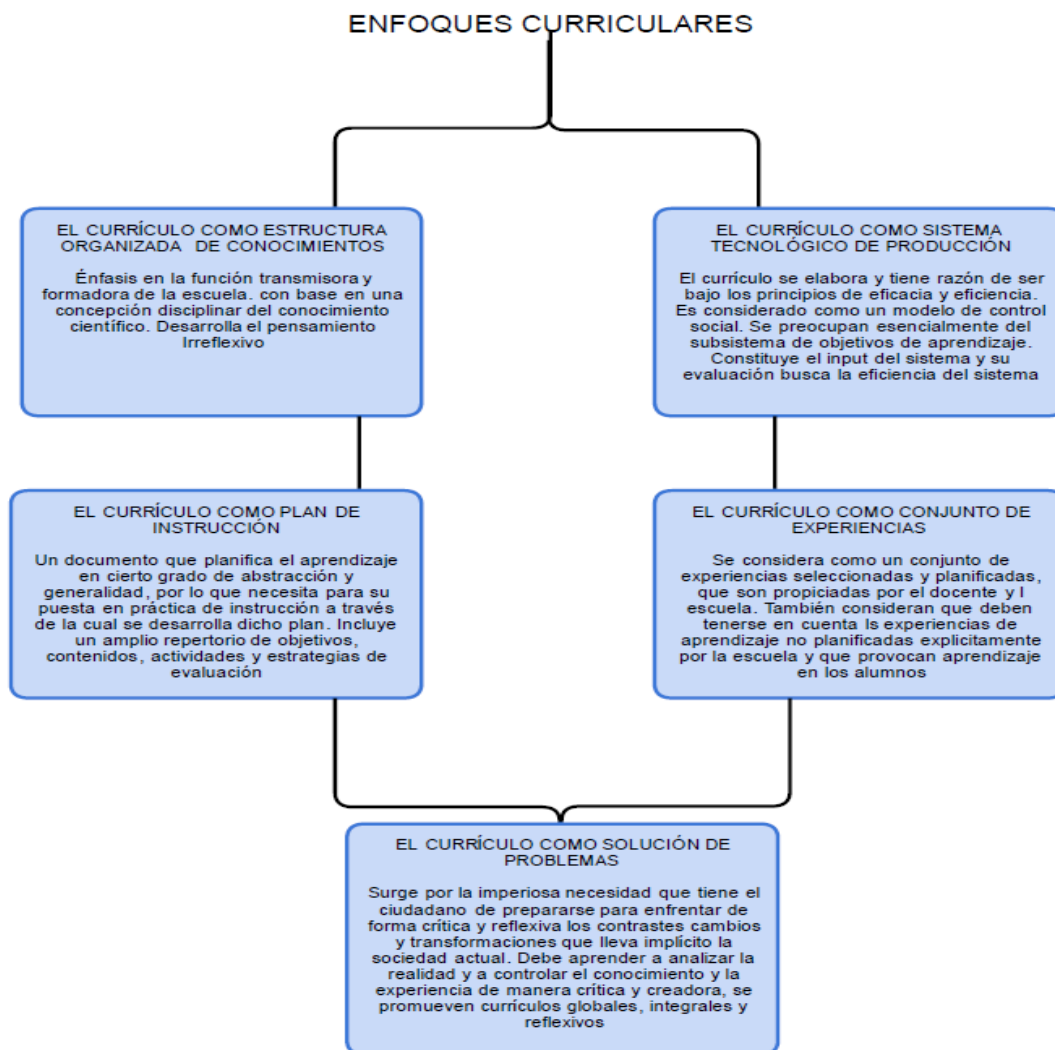 ENFOQUES CURRICULARES
EL CURRÍCULO COMO ESTRUCTURA
ORGANIZADA DE CONOCIMIENTOS
Énfasis en la función transmisora y
formadora de la escuela. con base en una
concepción disciplinar del conocimiento
científico. Desarrolla el pensamiento
Irreflexivo
EL CURRÍCULO COMO SISTEMA
TECNOLÓGICO DE PRODUCCIÓN
El currículo se elabora y tiene razón de ser
bajo los principios de eficacia y eficiencia.
Es considerado como un modelo de control
social. Se preocupan esencialmente del
subsistema de objetivos de aprendizaje.
Constituye el input del sistema y su
evaluación busca la eficiencia del sistema
EL CURRÍCULO COMO PLAN DE
INSTRUCCIÓN
Un documento que planifica el aprendizaje
en cierto grado de abstracción y
generalidad, por lo que necesita para su
puesta en práctica de instrucción a través
de la cual se desarrolla dicho plan. Incluye
un amplio repertorio de objetivos,
contenidos, actividades y estrategias de
evaluación
EL CURRÍCULO COMO CONJUNTO DE
EXPERIENCIAS
Se considera como un conjunto de
experiencias seleccionadas y planificadas,
que son propiciadas por el docente y l
escuela. También consideran que deben
tenerse en cuenta ls experiencias de
aprendizaje no planificadas explicitamente
por la escuela y que provocan aprendizaje
en los alumnos
EL CURRÍCULO COMO SOLUCIÓN DE
PROBLEMAS
Surge por la imperiosa necesidad que tiene el
ciudadano de prepararse para enfrentar de
forma crítica y reflexiva los contrastes cambios
y transformaciones que lleva implícito la
sociedad actual. Debe aprender a analizar la
realidad y a controlar el conocimiento y la
experiencia de manera crítica y creadora, se
promueven currículos globales, integrales y
reflexivos